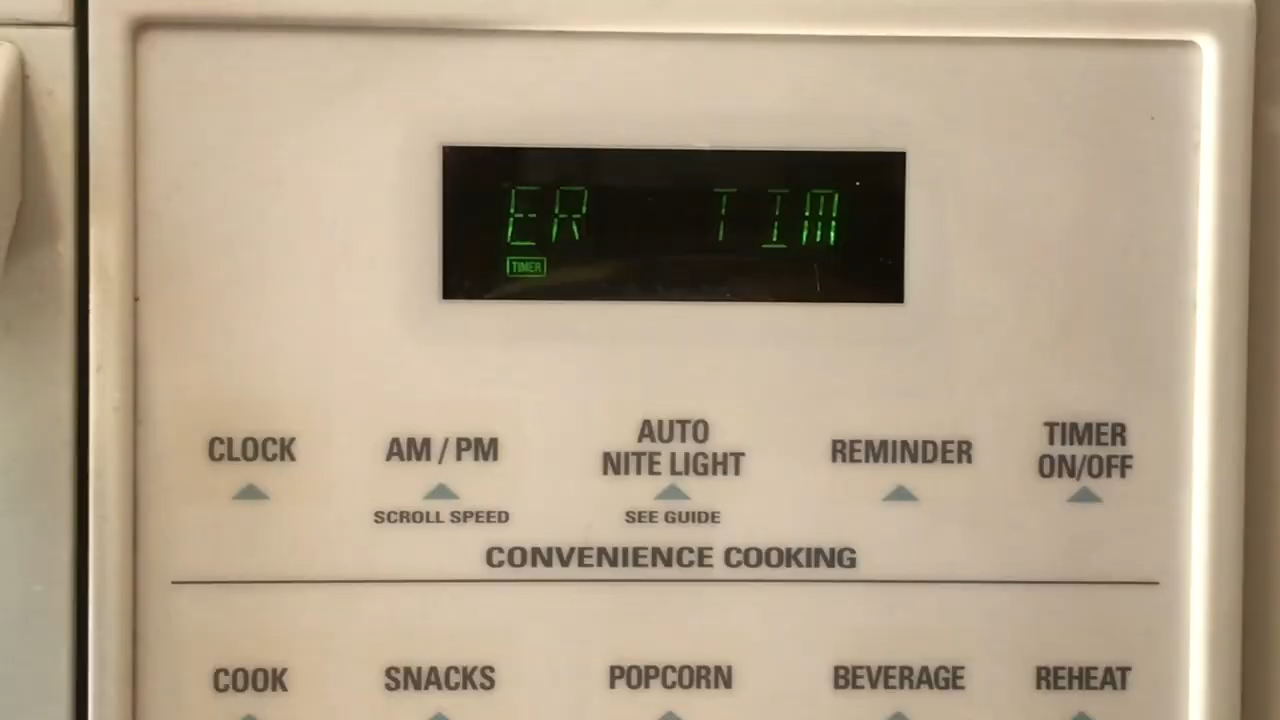 ER TIM
TIMER
CLOCK
AM / PM
AUTO
NITE LIGHT
REMINDER
TIMER
ON/OFF
SCROLL SPEED
SEE GUIDE
CONVENIENCE COOKING
COOK
SNACKS
POPCORN
BEVERAGE
REHEAT